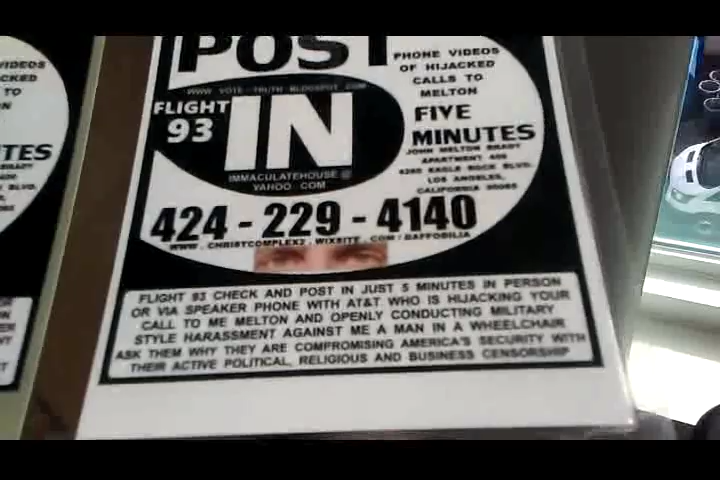 VIDEOS
POST
PHONE VIDEOS
OF HIJACKED
CALLS TO
MELTON
WWW. VOTE-TRUTH.BLOGSPOT.COM
FLIGHT
93
IN
FIVE
MINUTES
IMMACULATEHOUSE@
YAHOO.COM
JOHN MELTON BRADY
APARTMENT 406
4260 EAGLE ROCK BLVD.
LOS ANGELES,
CALIFORNIA 90065
424-229-4140
WWW.CHRISTCOMPLEX2.WIXSITE.COM/DAFFODILIA
FLIGHT 93 CHECK AND POST IN JUST 5 MINUTES IN PERSON
OR VIA SPEAKER PHONE WITH AT&T WHO IS HIJACKING YOUR
CALL TO ME MELTON AND OPENLY CONDUCTING MILITARY
STYLE HARASSMENT AGAINST ME A MAN IN A WHEELCHAIR
ASK THEM WHY THEY ARE COMPROMISING AMERICA'S SECURITY WITH
THEIR ACTIVE POLITICAL, RELIGIOUS AND BUSINESS CENSORSHIP